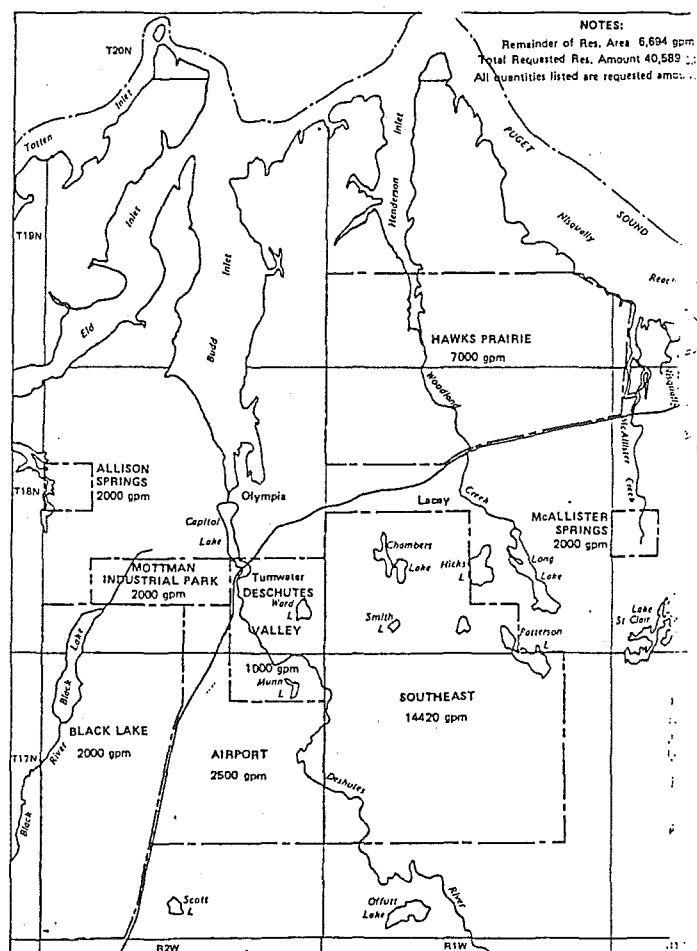 NOTES:
Remainder of Res. Area 6,694 gpm
Total Requested Res. Amount 40,589
All quantities listed are requested
T20N
Totten Inlet
Inlet
Henderson
PUGET
SOUND
T19N
Inlet
Inlet
Nisqually
Eld
Budd
HAWKS PRAIRIE
7000 gpm
Woodland
ALLISON
SPRINGS
2000 gpm
T18N
Olympia
Capitol
Lake
Lacey
Creek
McAllister
Creek
McALLISTER
SPRINGS
2000 gpm
MOTTMAN
INDUSTRIAL PARK
2000 gpm
Tumwater
DESCHUTES
Ward
L
VALLEY
1000 gpm
Munn
L
Chambers
Lake
Hicks
L
Long
Lake
Smith
L
Patterson
L
Lake
St Clair
Black Lake
BLACK LAKE
2000 gpm
SOUTHEAST
14420 gpm
AIRPORT
2500 gpm
T17N
River
Black
Deshutes
River
Scott
L
Offutt
Lake
R2W
R1W